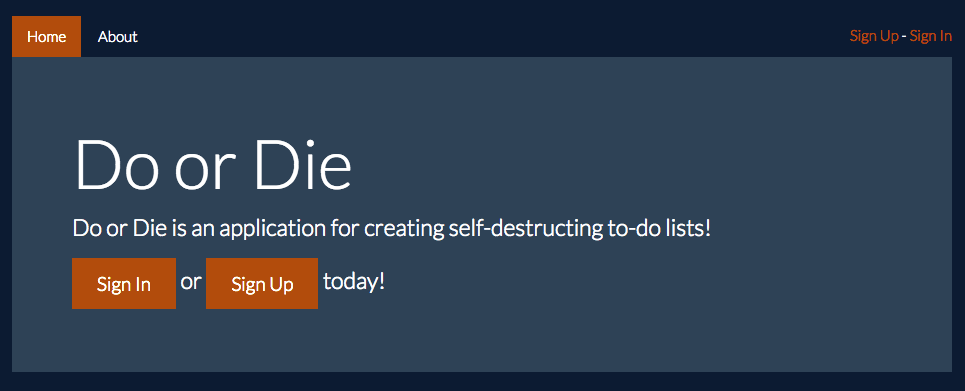 Home About Sign Up - Sign In
Do or Die
Do or Die is an application for creating self-destructing to-do lists!
Sign In or Sign Up today!